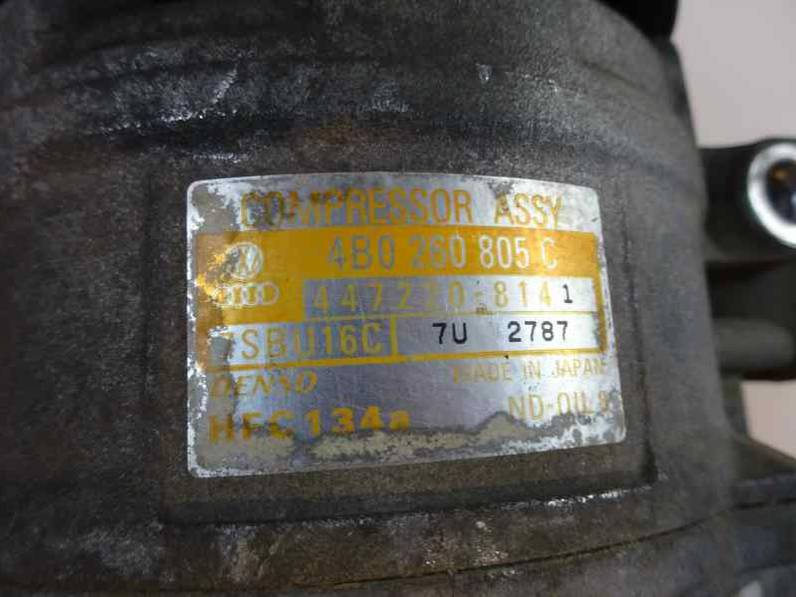 COMPRESSOR ASSY
4B0 260 805 C
447220-8141
7SBU16C 7U 2787
DENSO MADE IN JAPAN
HFC134a ND-OIL 8